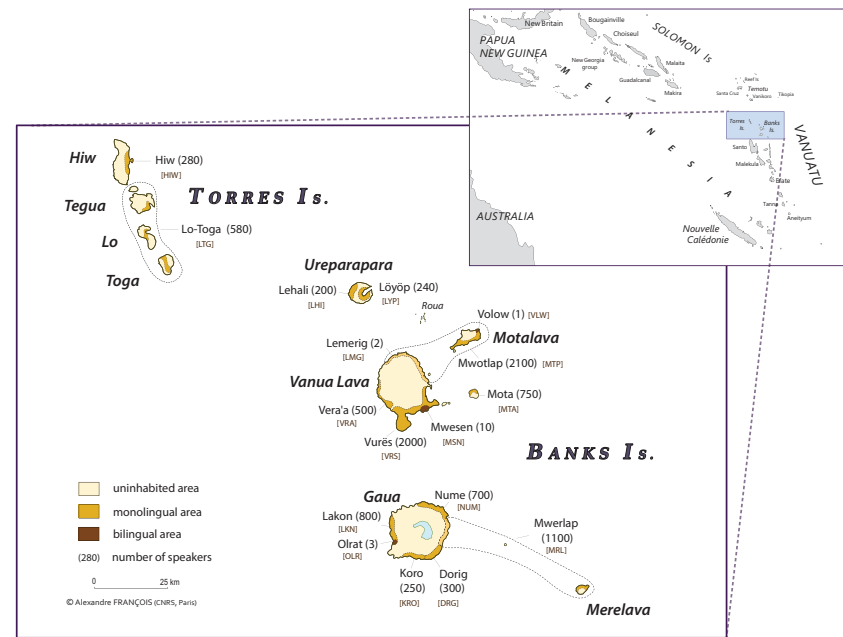 New Britain
Bougainville
Choiseul
SOLOMON Is
PAPUA
NEW GUINEA
New Georgia
group
Malaita
Guadalcanal
Makira
Reef Is
Temotu
Santa Cruz
Vanikoro
Tikopia
MELANESIA
Torres
Is.
Banks
Is.
VANUATU
Santo
Malekula
Efate
Tanna
Aneityum
AUSTRALIA
Nouvelle
Calédonie
Hiw
Hiw (280)
[HIW]
TORRES Is.
Tegua
Lo-Toga (580)
[LTG]
Lo
Toga
Ureparapara
Lehali (200)
[LHI]
Löyöp (240)
[LYP]
Roua
Volow (1) [VLW]
Motalava
Lemerig (2)
[LMG]
Mwotlap (2100) [MTP]
Vanua Lava
Mota (750)
[MTA]
Vera'a (500)
[VRA]
Mwesen (10)
[MSN]
Vurës (2000)
[VRS]
BANKS Is.
uninhabited area
monolingual area
bilingual area
(280) number of speakers
0 25 km
© Alexandre FRANÇOIS (CNRS, Paris)
Gaua
Nume (700)
[NUM]
Lakon (800)
[LKN]
Olrat (3)
[OLR]
Mwerlap
(1100)
[MRL]
Koro
(250)
[KRO]
Dorig
(300)
[DRG]
Merelava